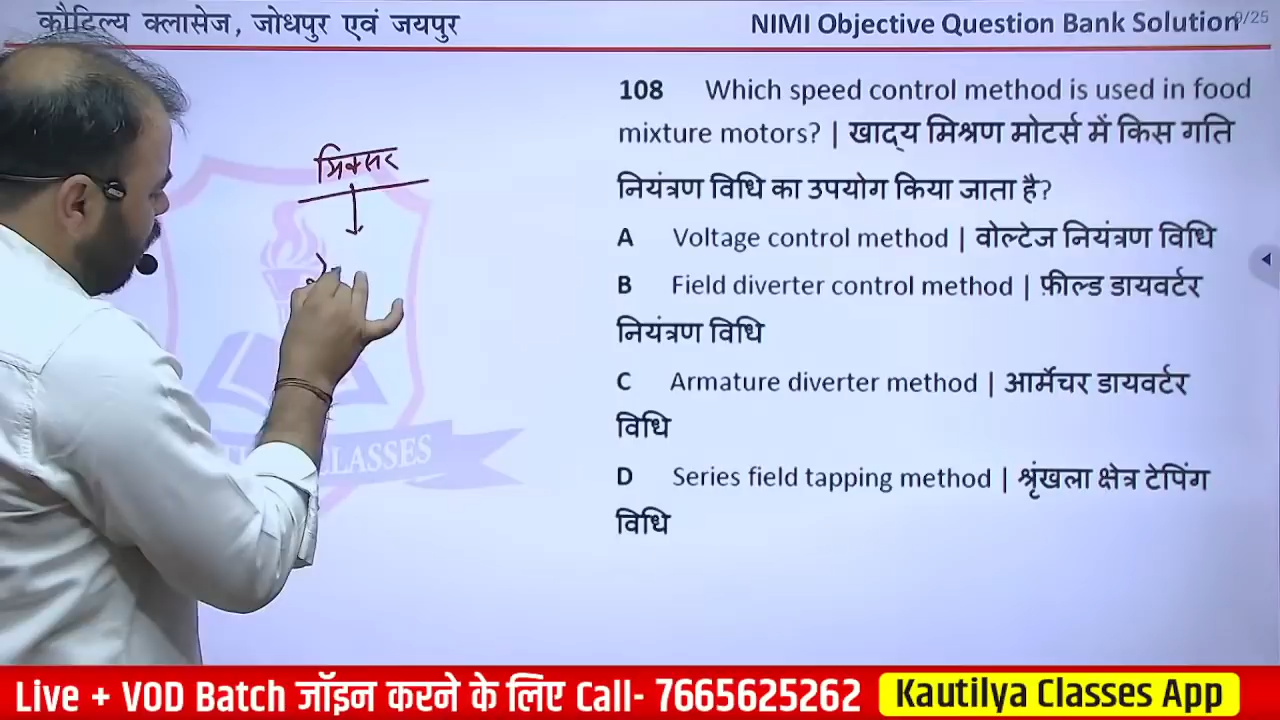 कौटिल्य क्लासेज, जोधपुर एवं जयपुर
NIMI Objective Question Bank Solution
9/25
108 Which speed control method is used in food
mixture motors? | खाद्य मिश्रण मोटर्स में किस गति
नियंत्रण विधि का उपयोग किया जाता है?
A Voltage control method | वोल्टेज नियंत्रण विधि
B Field diverter control method | फ़ील्ड डायवर्टर
नियंत्रण विधि
C Armature diverter method | आर्मेचर डायवर्टर
विधि
D Series field tapping method | श्रृंखला क्षेत्र टेपिंग
विधि
मिक्सर
CLASSES
Live + VOD Batch जॉइन करने के लिए Call- 7665625262
Kautilya Classes App